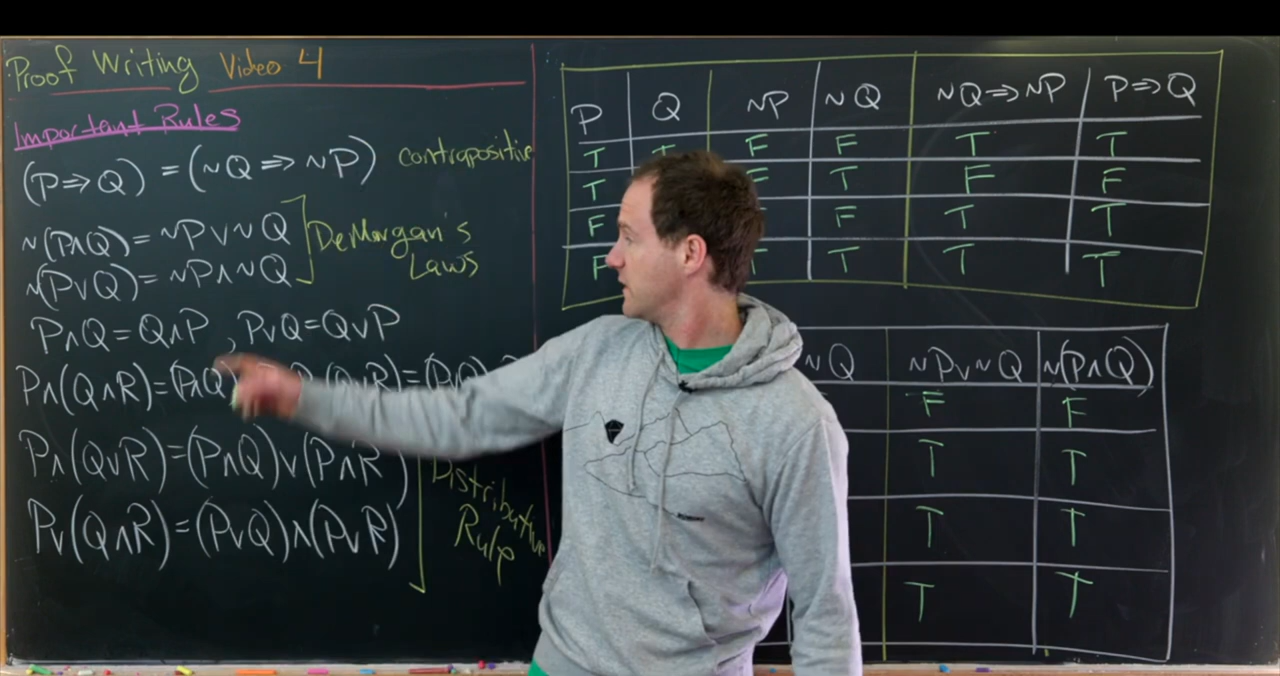 Proof Writing Video 4
Important Rules
(P⇒Q) = (~Q⇒~P) contrapositive
~(P∧Q)=~P∨~Q
~(P∨Q)=~P∧~Q
DeMorgan's
Laws
P∧Q=Q∧P, P∨Q=Q∨P
P∧(Q∧R)=(P∧Q)
P∧(Q∨R)=(P∧Q)∨(P∧R)
P∨(Q∧R)=(P∨Q)∧(P∨R)
Distributive
Rule
P Q ~P ~Q ~Q⇒~P P⇒Q
T T F F T T
T F T F F
F F T T
F T T T T
~Q ~P∨~Q ~(P∧Q)
F F
T T
T T
T T